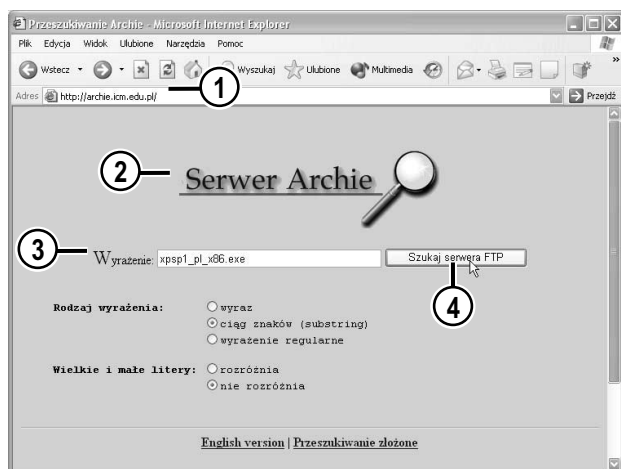 Przeszukiwanie Archie - Microsoft Internet Explorer
Plik Edycja Widok Ulubione Narzędzia Pomoc
Wstecz Wyszukaj Ulubione Multimedia
Adres http://archie.icm.edu.pl/ Przejdź
1
2 Serwer Archie
3 Wyrażenie: xpsp1_pl_x86.exe Szukaj serwera FTP
4
Rodzaj wyrażenia: wyraz
ciąg znaków (substring)
wyrażenie regularne
Wielkie i małe litery: rozróżnia
nie rozróżnia
English version | Przeszukiwanie złożone